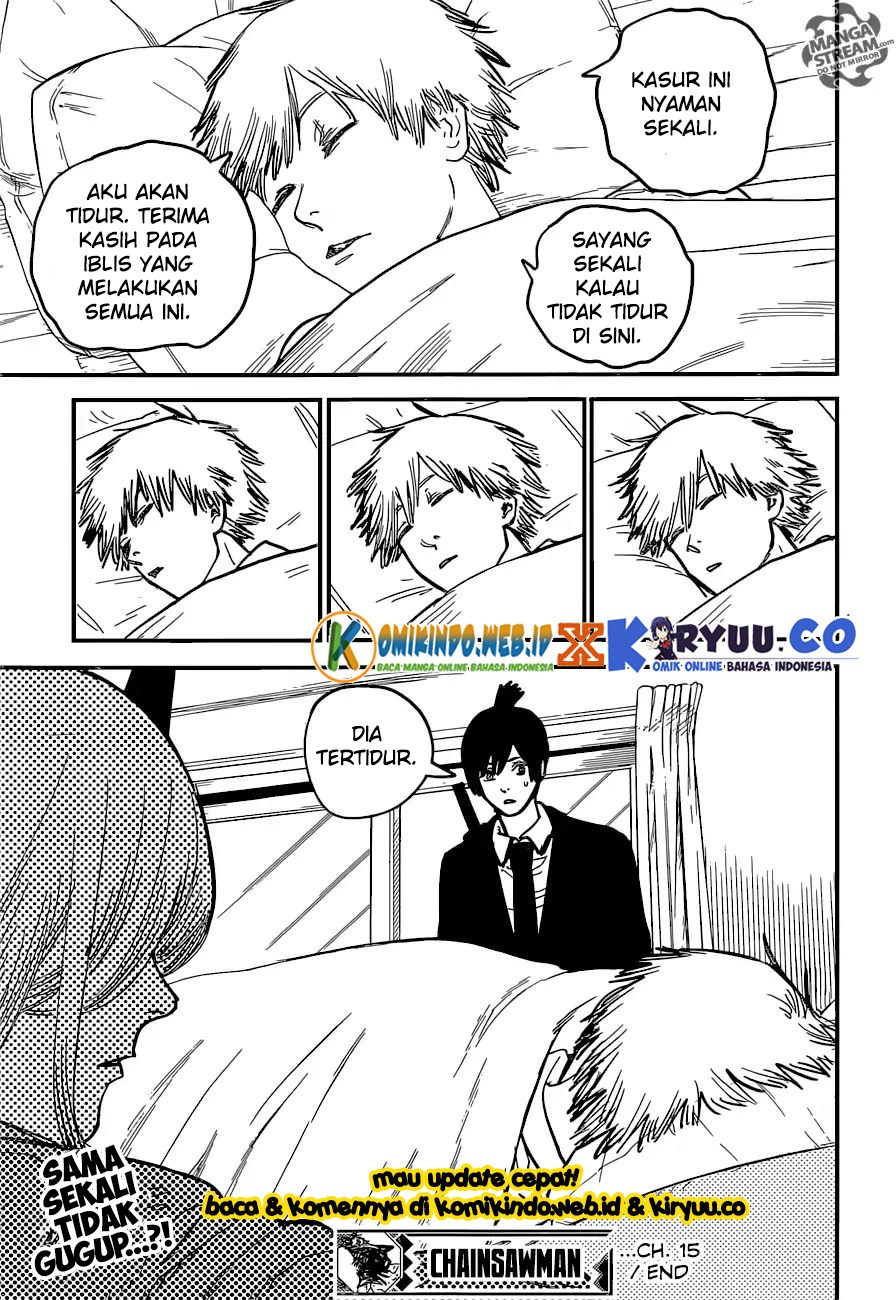 MANGA
STREAM.com
DO NOT MIRROR!
KASUR INI
NYAMAN
SEKALI.
SAYANG
SEKALI
KALAU
TIDAK TIDUR
DI SINI.
AKU AKAN
TIDUR. TERIMA
KASIH PADA
IBLIS YANG
MELAKUKAN
SEMUA INI.
KOMIKINDO.WEB.ID X KIRYUU.CO
BACA MANGA ONLINE BAHASA INDONESIA
OMIK ONLINE BAHASA INDONESIA
DIA
TERTIDUR.
SAMA
SEKALI
TIDAK
GUGUP...?!
mau update cepat!
baca & komennya di komikindo.web.id & kiryuu.co
CHAINSAWMAN
...CH. 15
/ END